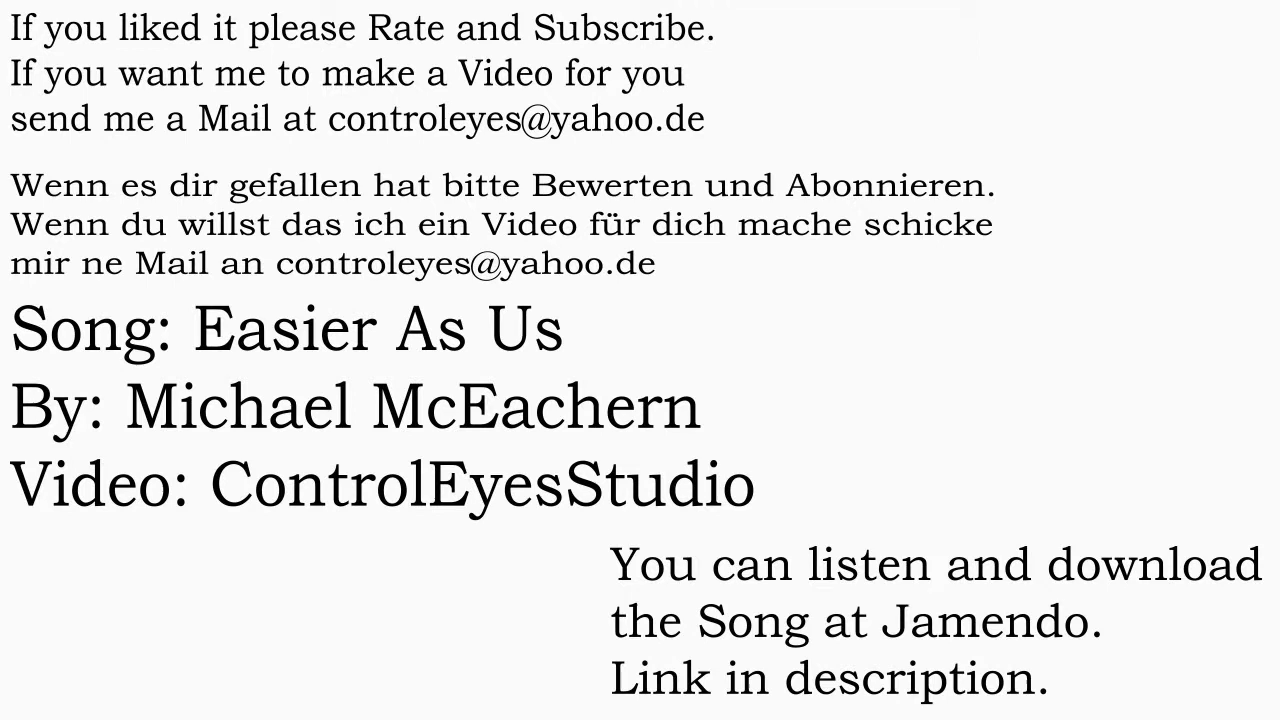 If you liked it please Rate and Subscribe.
If you want me to make a Video for you
send me a Mail at controleyes@yahoo.de
Wenn es dir gefallen hat bitte Bewerten und Abonnieren.
Wenn du willst das ich ein Video für dich mache schicke
mir ne Mail an controleyes@yahoo.de
Song: Easier As Us
By: Michael McEachern
Video: ControlEyesStudio
You can listen and download
the Song at Jamendo.
Link in description.